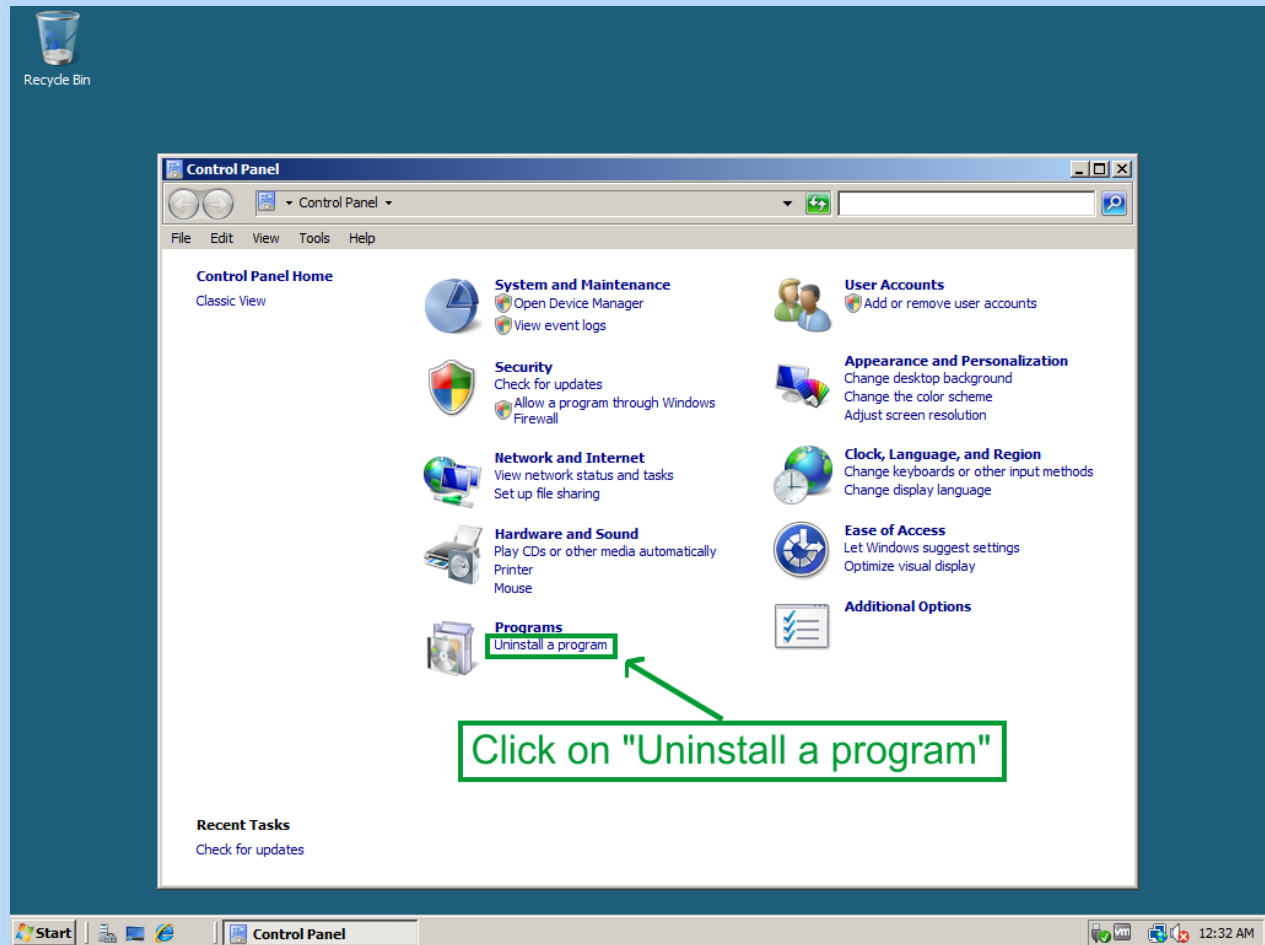 Recycle Bin
Control Panel
Control Panel
File Edit View Tools Help
Control Panel Home
Classic View
System and Maintenance
Open Device Manager
View event logs
Security
Check for updates
Allow a program through Windows
Firewall
Network and Internet
View network status and tasks
Set up file sharing
Hardware and Sound
Play CDs or other media automatically
Printer
Mouse
Programs
Uninstall a program
User Accounts
Add or remove user accounts
Appearance and Personalization
Change desktop background
Change the color scheme
Adjust screen resolution
Clock, Language, and Region
Change keyboards or other input methods
Change display language
Ease of Access
Let Windows suggest settings
Optimize visual display
Additional Options
Click on "Uninstall a program"
Recent Tasks
Check for updates
Start Control Panel vm 12:32 AM